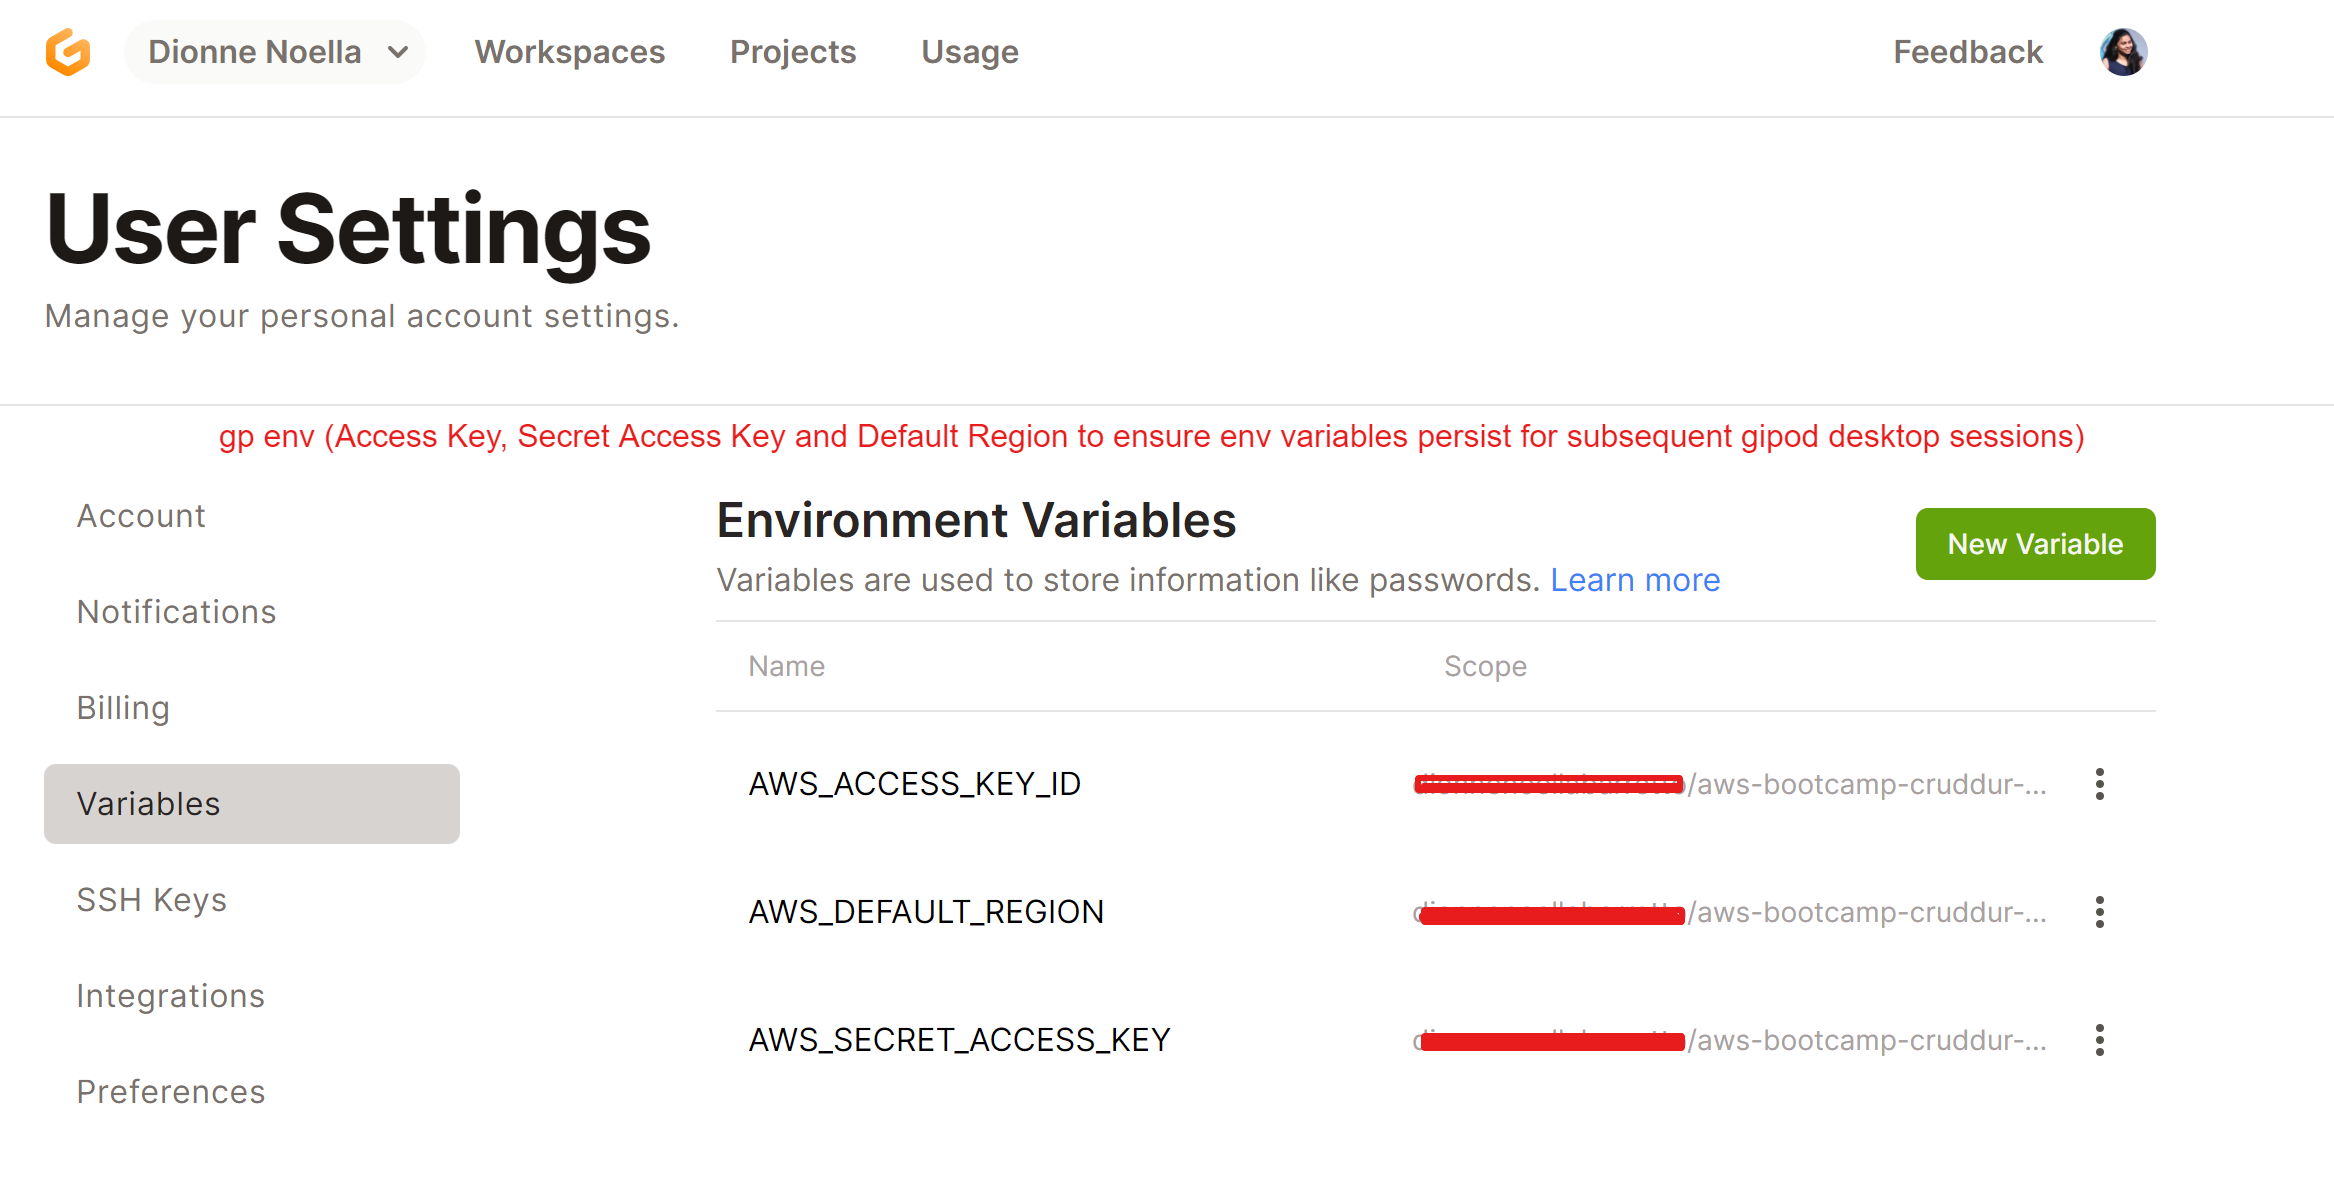 Dionne Noella Workspaces Projects Usage Feedback
User Settings
Manage your personal account settings.
gp env (Access Key, Secret Access Key and Default Region to ensure env variables persist for subsequent gipod desktop sessions)
Account
Notifications
Billing
Variables
SSH Keys
Integrations
Preferences
Environment Variables
New Variable
Variables are used to store information like passwords. Learn more
Name Scope
AWS_ACCESS_KEY_ID /aws-bootcamp-cruddur-...
AWS_DEFAULT_REGION /aws-bootcamp-cruddur-...
AWS_SECRET_ACCESS_KEY /aws-bootcamp-cruddur-...